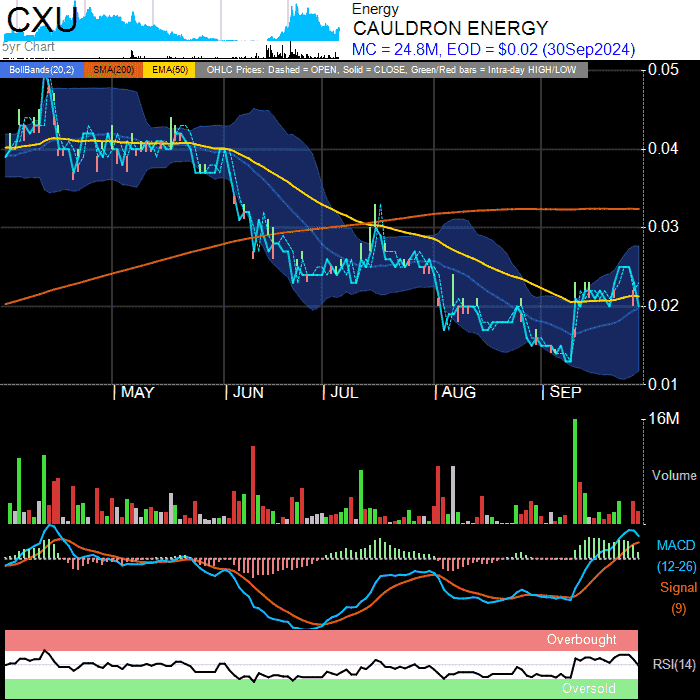 CXU
5yr Chart
Energy
CAULDRON ENERGY
MC = 24.8M, EOD = $0.02 (30Sep2024)
BollBands(20,2) SMA(200) EMA(50) OHLC Prices: Dashed = OPEN, Solid = CLOSE, Green/Red bars = Intra-day HIGH/LOW
0.05
0.04
0.03
0.02
0.01
MAY JUN JUL AUG SEP
16M
Volume
MACD
(12-26)
Signal
(9)
Overbought
RSI(14)
Oversold